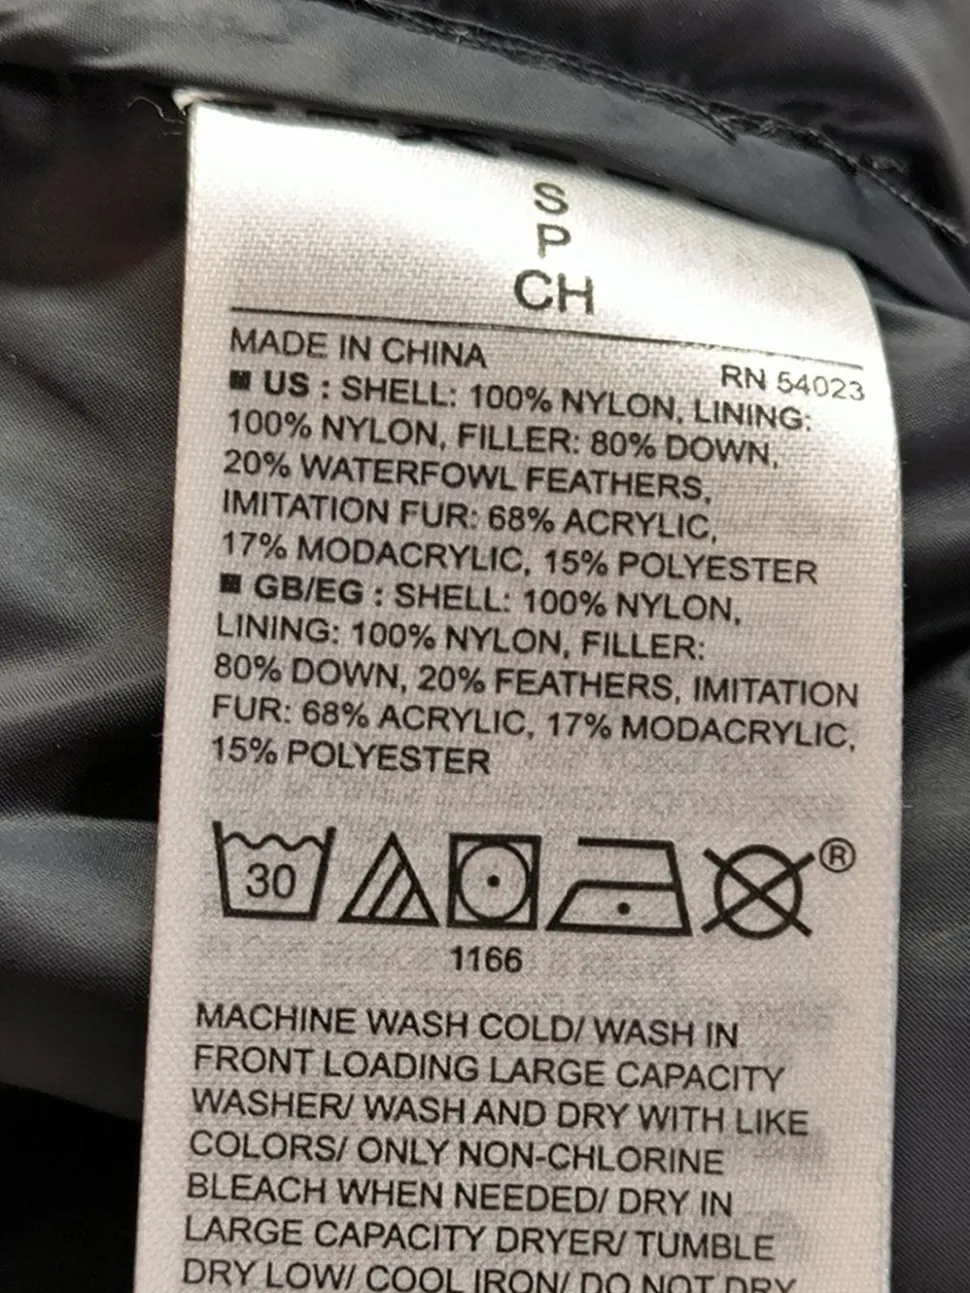 S
P
CH
MADE IN CHINA
RN 54023
■ US : SHELL: 100% NYLON, LINING:
100% NYLON, FILLER: 80% DOWN,
20% WATERFOWL FEATHERS,
IMITATION FUR: 68% ACRYLIC,
17% MODACRYLIC, 15% POLYESTER
■ GB/EG : SHELL: 100% NYLON,
LINING: 100% NYLON, FILLER:
80% DOWN, 20% FEATHERS, IMITATION
FUR: 68% ACRYLIC, 17% MODACRYLIC,
15% POLYESTER
30
®
1166
MACHINE WASH COLD/ WASH IN
FRONT LOADING LARGE CAPACITY
WASHER/ WASH AND DRY WITH LIKE
COLORS/ ONLY NON-CHLORINE
BLEACH WHEN NEEDED/ DRY IN
LARGE CAPACITY DRYER/ TUMBLE
DRY LOW/ COOL IRON/ DO NOT DRY